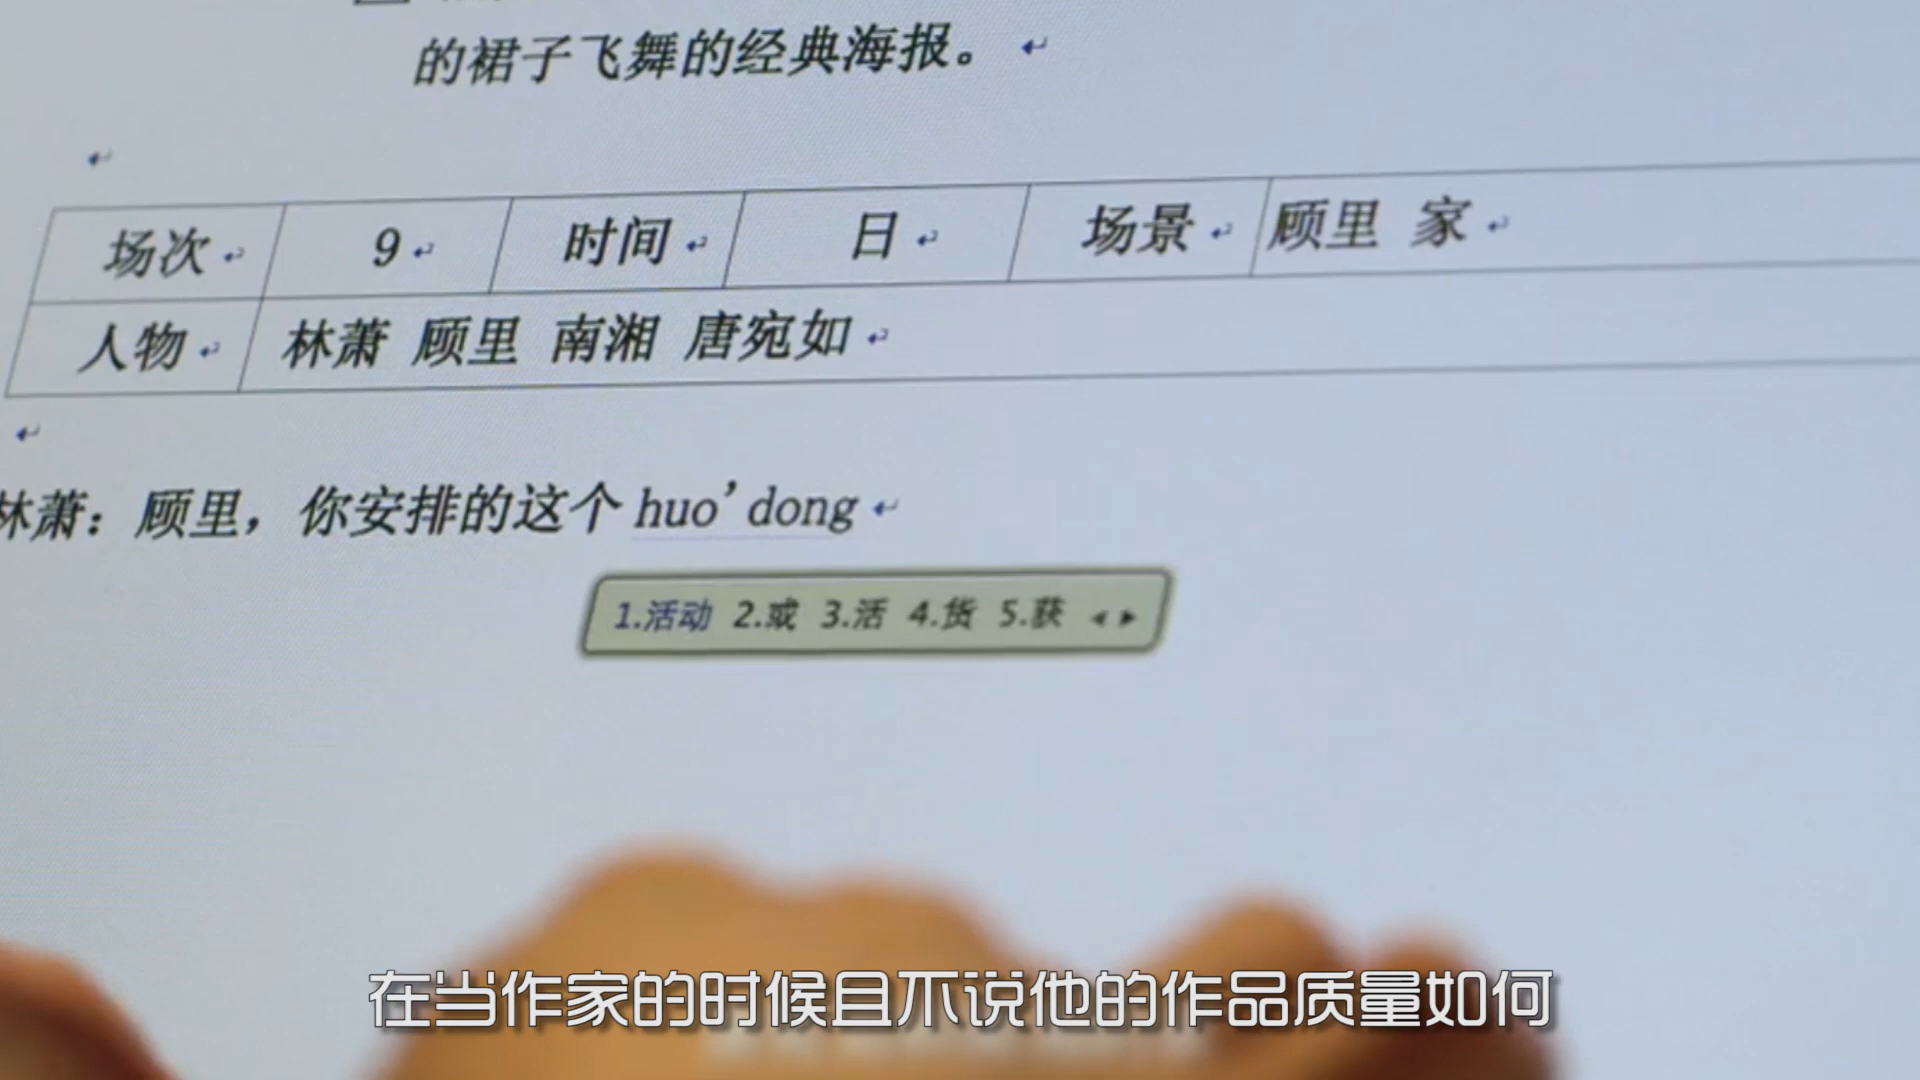 的裙子飞舞的经典海报。
场次 9 时间 日 场景 顾里 家
人物 林萧 顾里 南湘 唐宛如
林萧：顾里，你安排的这个 huo'dong
1.活动 2.或 3.活 4.货 5.获
在当作家的时候且不说他的作品质量如何